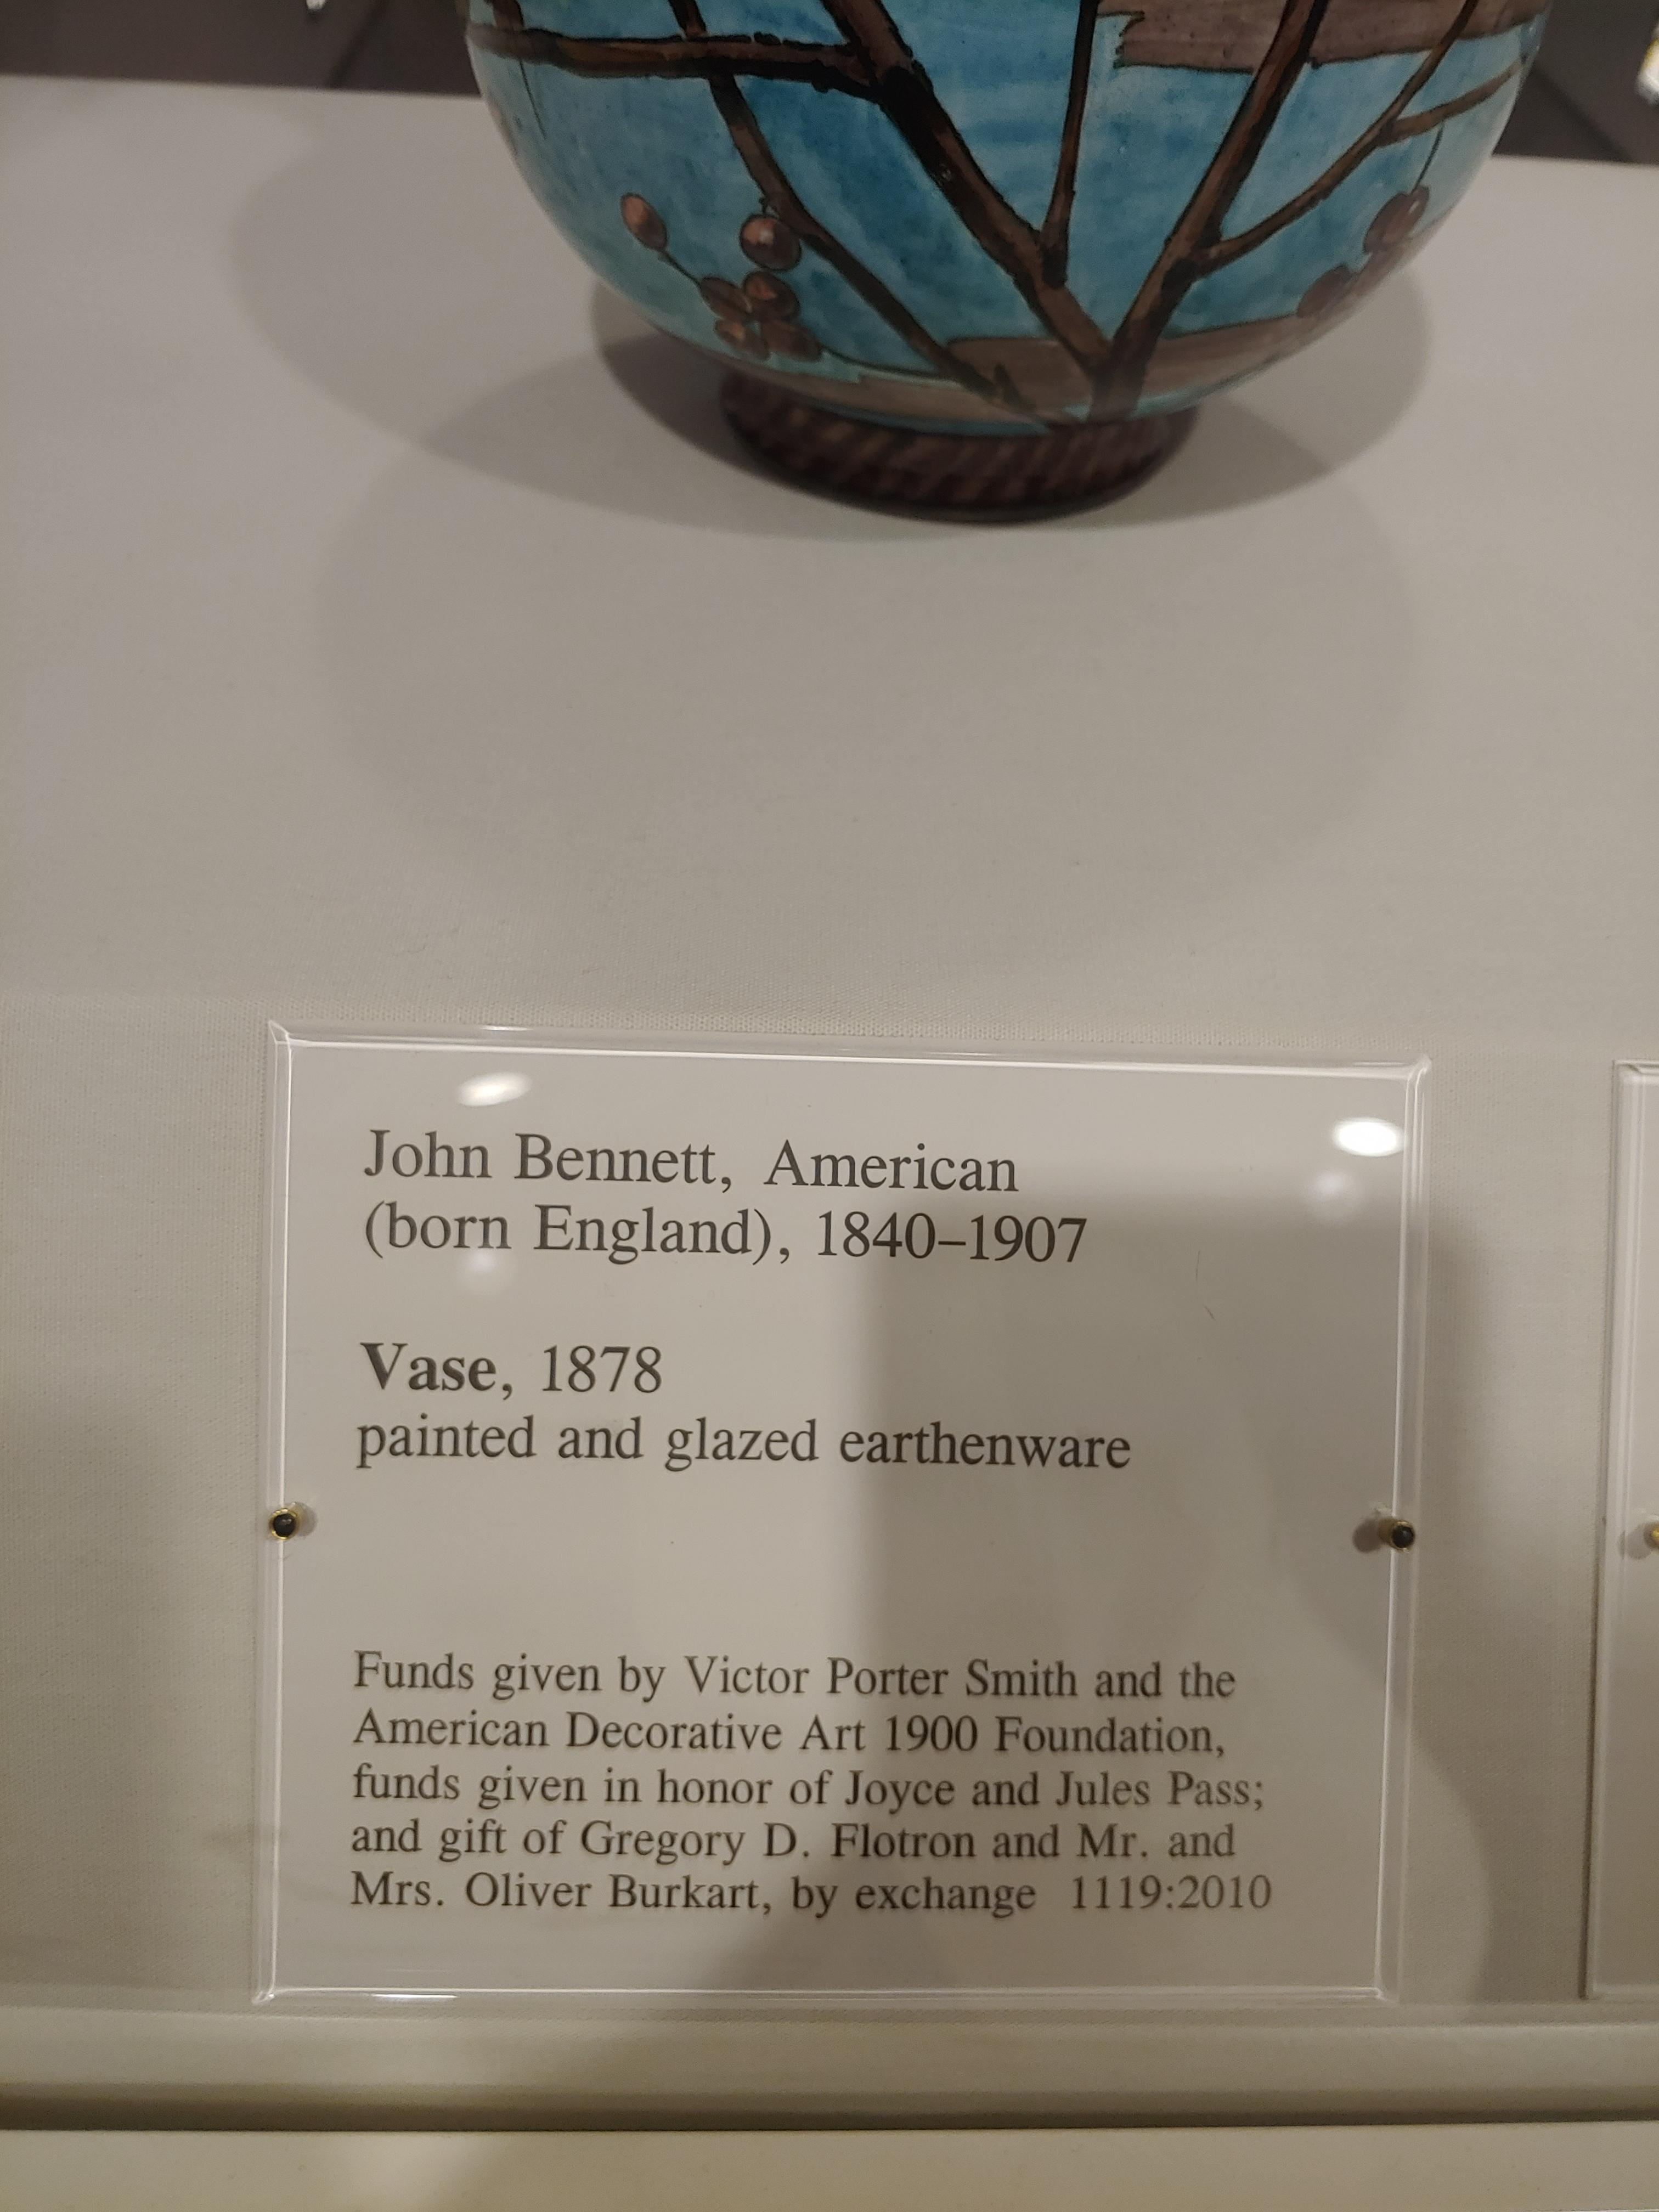 John Bennett, American
(born England), 1840–1907
Vase, 1878
painted and glazed earthenware
Funds given by Victor Porter Smith and the
American Decorative Art 1900 Foundation,
funds given in honor of Joyce and Jules Pass;
and gift of Gregory D. Flotron and Mr. and
Mrs. Oliver Burkart, by exchange 1119:2010